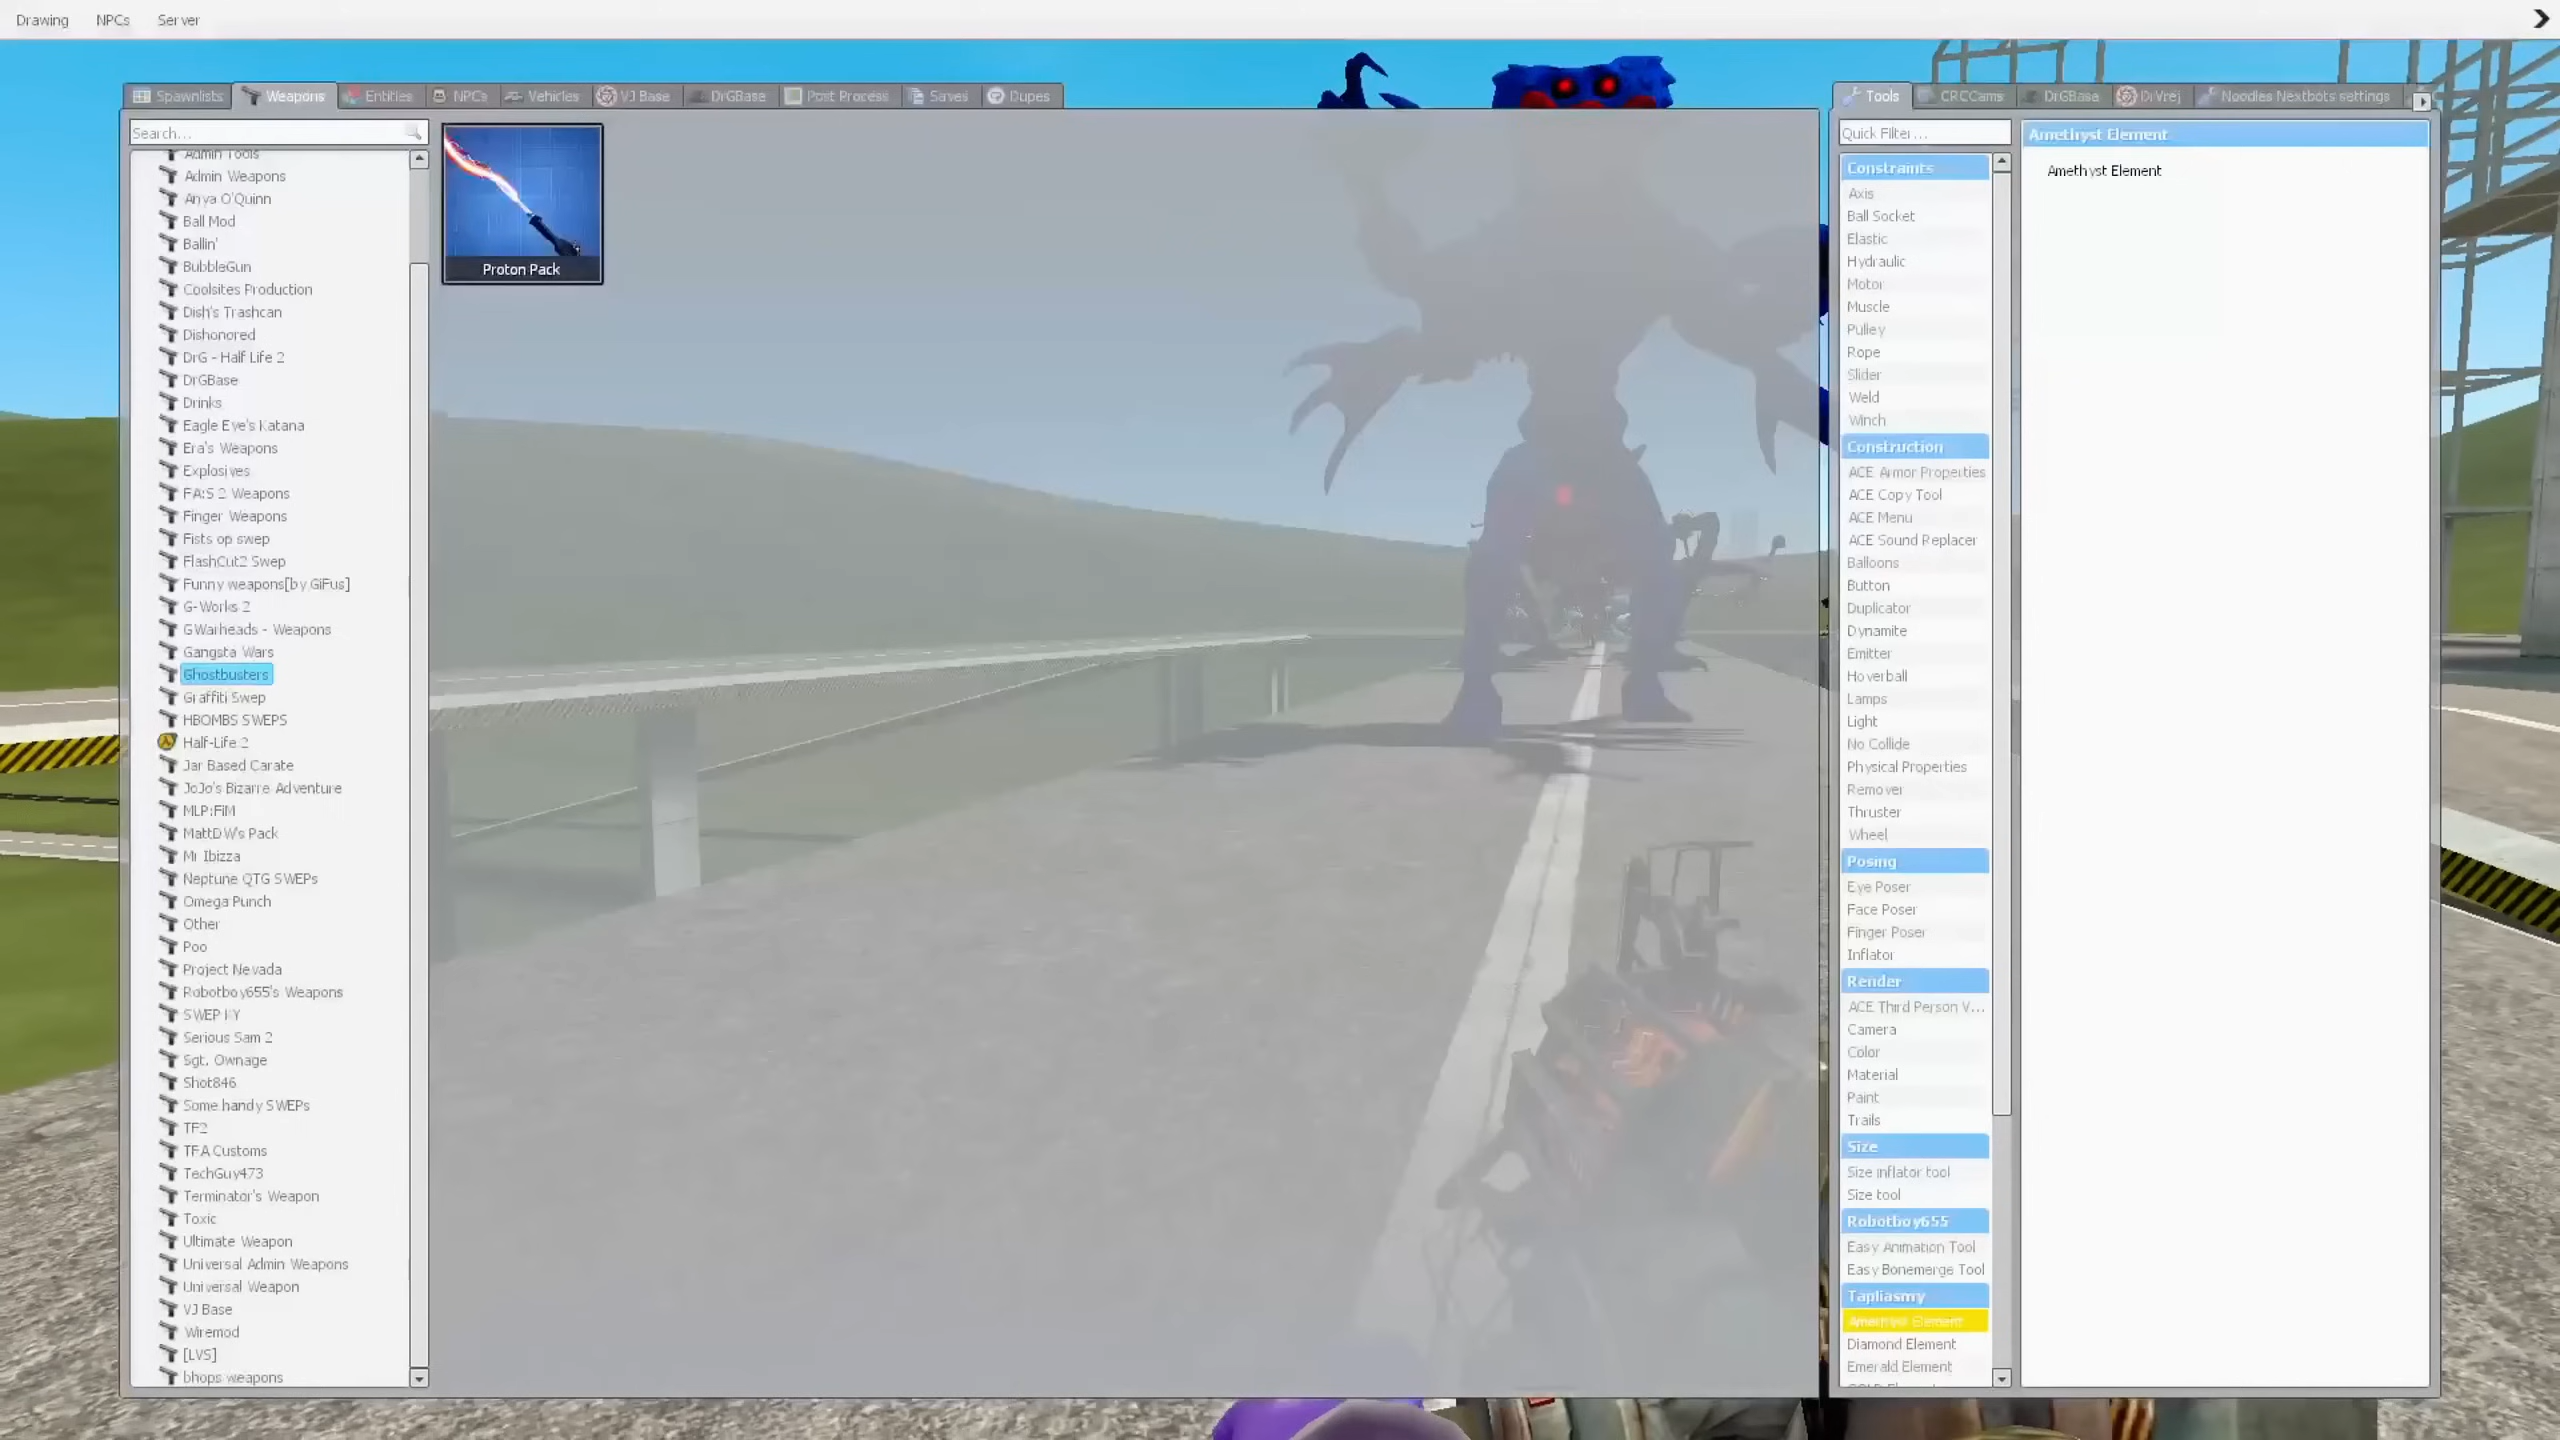 Drawing NPCs Server
Spawnlists Weapons Entities NPCs Vehicles VJ Base DrGBase Post Process Saves Dupes
Search...
Admin Tools
Admin Weapons
Anya O'Quinn
Ball Mod
Ballin'
BubbleGun
Coolsites Production
Dish's Trashcan
Dishonored
DrG - Half Life 2
DrGBase
Drinks
Eagle Eye's Katana
Era's Weapons
Explosives
FA:S 2 Weapons
Finger Weapons
Fists op swep
FlashCut2 Swep
Funny weapons[by GiFus]
G-Works 2
GWarheads - Weapons
Gangsta Wars
Ghostbusters
Graffiti Swep
HBOMBS SWEPS
Half-Life 2
Jar Based Carate
JoJo's Bizarre Adventure
MLP:FiM
MattDW's Pack
Mr Ibizza
Neptune QTG SWEPs
Omega Punch
Other
Poo
Project Nevada
Robotboy655's Weapons
SWEP KY
Serious Sam 2
Sgt. Ownage
Shot846
Some handy SWEPs
TF2
TFA Customs
TechGuy473
Terminator's Weapon
Toxic
Ultimate Weapon
Universal Admin Weapons
Universal Weapon
VJ Base
Wiremod
[LVS]
bhops weapons
Proton Pack
Tools CRCCams DrGBase DrVrej Noodles Nextbots settings
Quick Filter...
Constraints
Axis
Ball Socket
Elastic
Hydraulic
Motor
Muscle
Pulley
Rope
Slider
Weld
Winch
Construction
ACE Armor Properties
ACE Copy Tool
ACE Menu
ACE Sound Replacer
Balloons
Button
Duplicator
Dynamite
Emitter
Hoverball
Lamps
Light
No Collide
Physical Properties
Remover
Thruster
Wheel
Posing
Eye Poser
Face Poser
Finger Poser
Inflator
Render
ACE Third Person V...
Camera
Color
Material
Paint
Trails
Size
Size inflator tool
Size tool
Robotboy655
Easy Animation Tool
Easy Bonemerge Tool
Tapliasmy
Amethyst Element
Diamond Element
Emerald Element
Amethyst Element
Amethyst Element